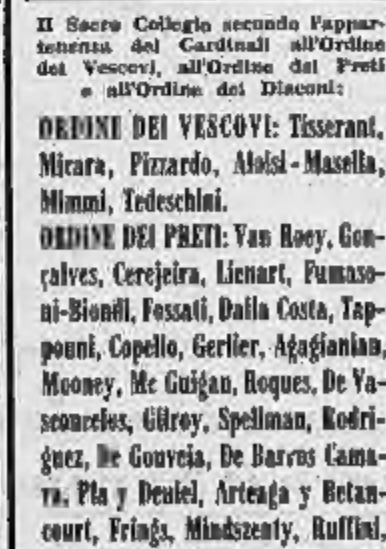 Il Sacro Collegio secondo l'appar-
tenenza dei Cardinali all'Ordine
dei Vescovi, all'Ordine dei Preti
e all'Ordine dei Diaconi:
ORDINE DEI VESCOVI: Tisserant,
Micara, Pizzardo, Aloisi-Masella,
Mimmi, Tedeschini.
ORDINE DEI PRETI: Van Roey, Gon-
çalves, Cerejeira, Lienart, Fumaso-
ni-Biondi, Fossati, Dalla Costa, Tap-
pouni, Copello, Gerlier, Agagianian,
Mooney, Mc Guigan, Roques, De Va-
sconcelos, Gilroy, Spellman, Rodri-
guez, De Gouveia, De Barros Cama-
ra, Pla y Deniel, Arteaga y Betan-
court, Frings, Mindszenty, Ruffini,